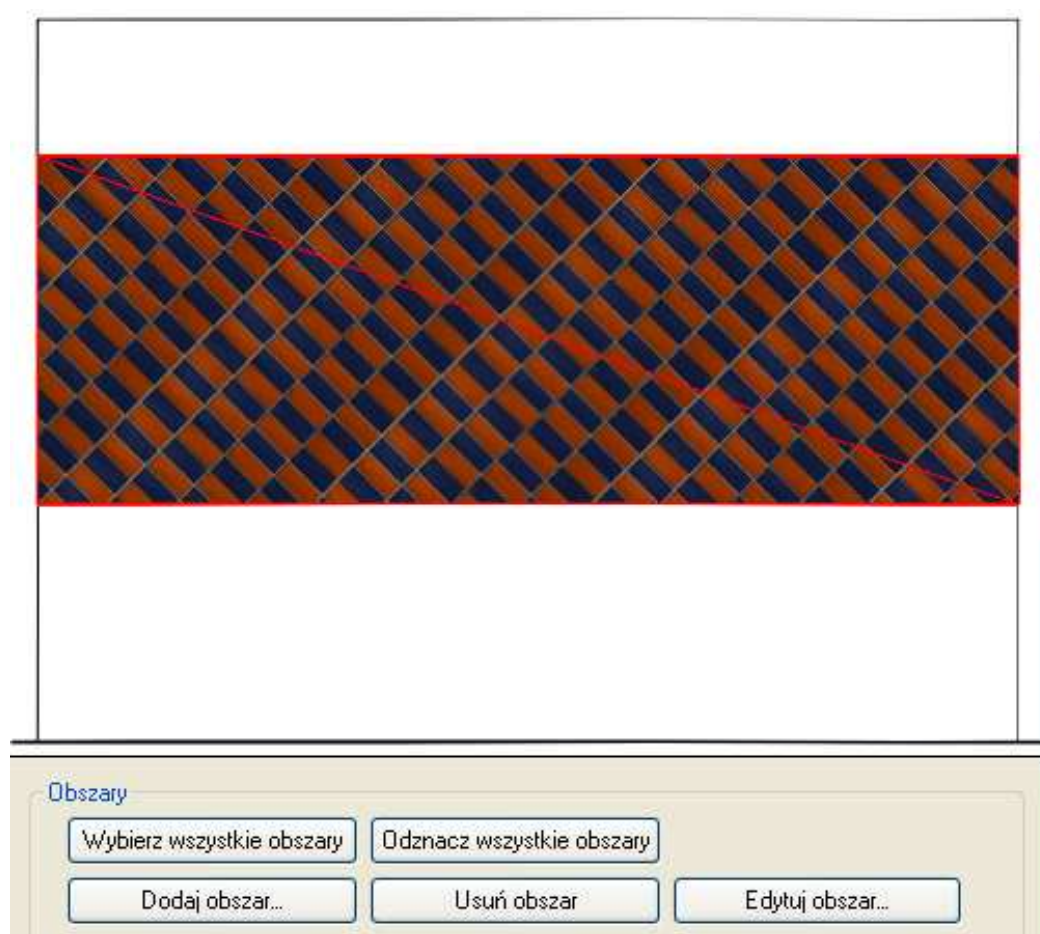 Obszary
Wybierz wszystkie obszary
Odznacz wszystkie obszary
Dodaj obszar...
Usuń obszar
Edytuj obszar...